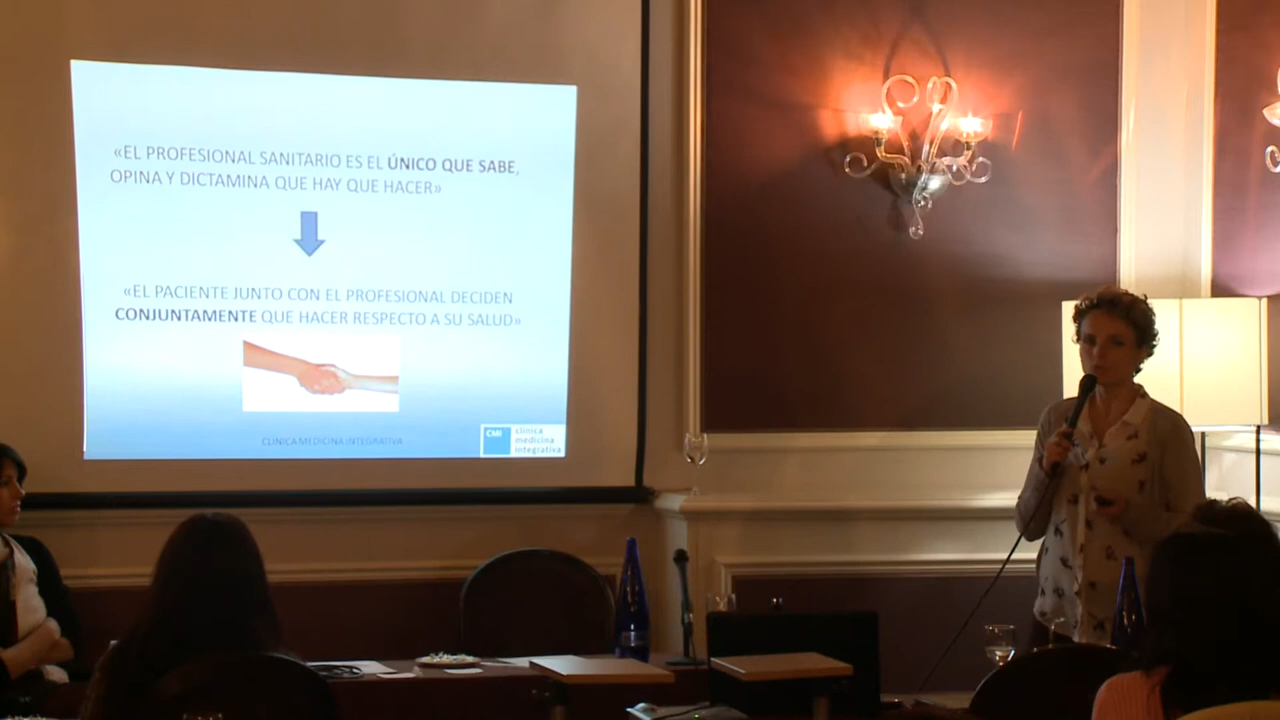 «EL PROFESIONAL SANITARIO ES EL ÚNICO QUE SABE,
OPINA Y DICTAMINA QUE HAY QUE HACER»
«EL PACIENTE JUNTO CON EL PROFESIONAL DECIDEN
CONJUNTAMENTE QUE HACER RESPECTO A SU SALUD»
CLINICA MEDICINA INTEGRATIVA
CMI
clínica
medicina
integrativa